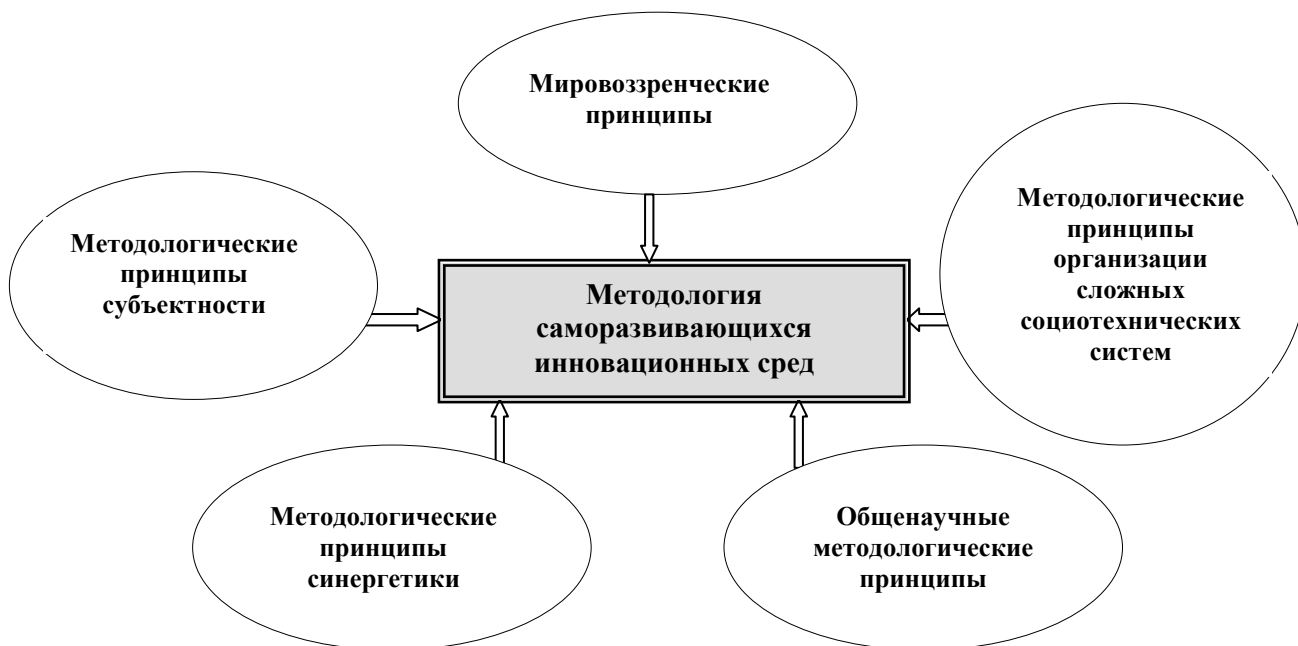 Мировоззренческие
принципы
Методологические
принципы
субъектности
Методология
саморазвивающихся
инновационных сред
Методологические
принципы
организации
сложных
социотехнических
систем
Методологические
принципы
синергетики
Общенаучные
методологические
принципы